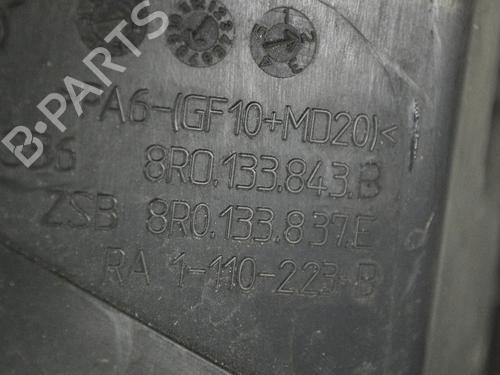 B-PARTS
PA6-(GF10+MD20)<
8R0.133.843.B
ZSB 8R0.133.837.E
RA 1-110-223-B